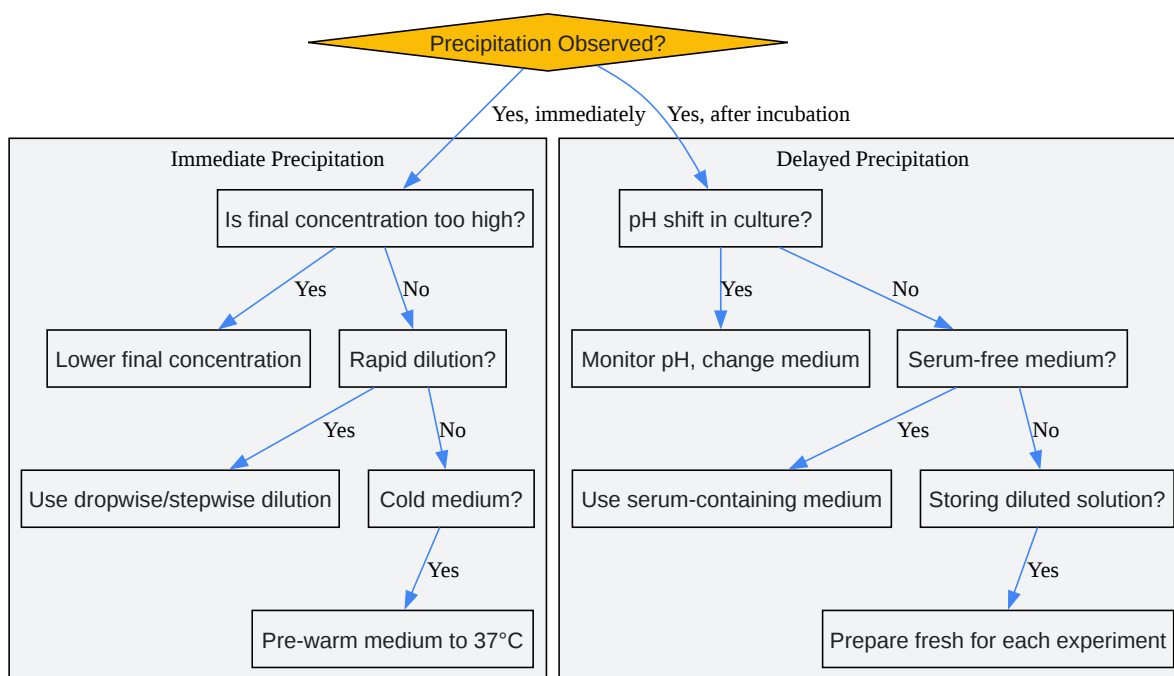 Precipitation Observed?
Yes, immediately
Yes, after incubation
Immediate Precipitation
Delayed Precipitation
Is final concentration too high?
pH shift in culture?
Yes
No
Yes
No
Lower final concentration
Rapid dilution?
Monitor pH, change medium
Serum-free medium?
Yes
No
Yes
No
Use dropwise/stepwise dilution
Cold medium?
Use serum-containing medium
Storing diluted solution?
Yes
Yes
Pre-warm medium to 37°C
Prepare fresh for each experiment